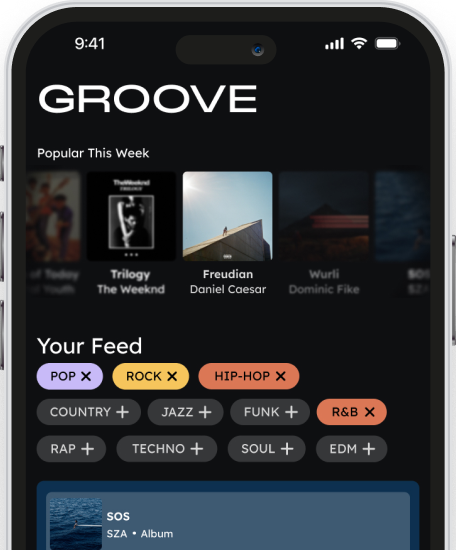 9:41
GROOVE
Popular This Week
TheWeeknd
TRILOGY
of Today
of Youth
Trilogy
The Weeknd
Freudian
Daniel Caesar
Wurli
Dominic Fike
SOS
SZA
Your Feed
POP ✕ ROCK ✕ HIP-HOP ✕
COUNTRY + JAZZ + FUNK + R&B ✕
RAP + TECHNO + SOUL + EDM +
SOS
SZA • Album